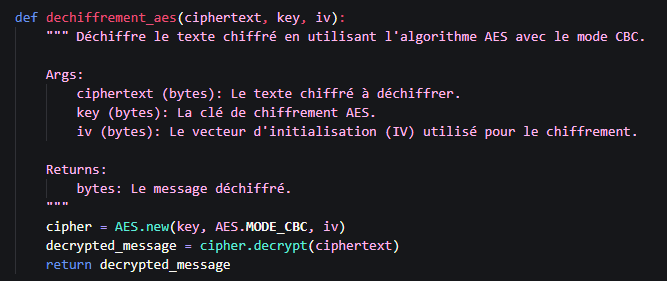 def dechiffrement_aes(ciphertext, key, iv):
    """ Déchiffre le texte chiffré en utilisant l'algorithme AES avec le mode CBC.

    Args:
        ciphertext (bytes): Le texte chiffré à déchiffrer.
        key (bytes): La clé de chiffrement AES.
        iv (bytes): Le vecteur d'initialisation (IV) utilisé pour le chiffrement.

    Returns:
        bytes: Le message déchiffré.
    """
    cipher = AES.new(key, AES.MODE_CBC, iv)
    decrypted_message = cipher.decrypt(ciphertext)
    return decrypted_message